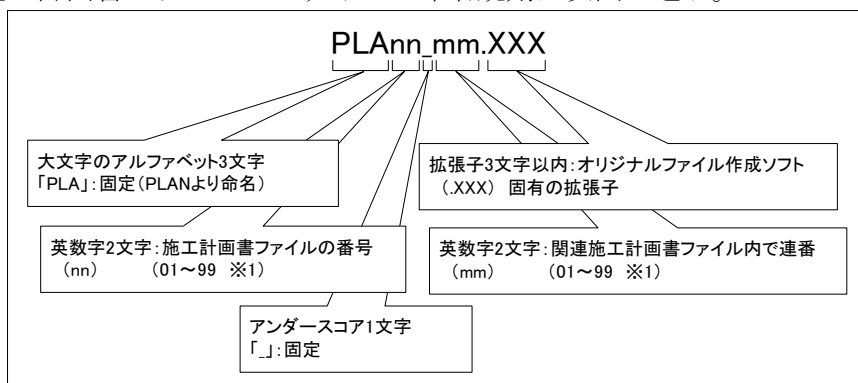 PLAnn_mm.XXX
大文字のアルファベット3文字
「PLA」:固定(PLANより命名)
拡張子3文字以内:オリジナルファイル作成ソフト
(.XXX) 固有の拡張子
英数字2文字:施工計画書ファイルの番号
(nn) (01~99 ※1)
英数字2文字:関連施工計画書ファイル内で連番
(mm) (01~99 ※1)
アンダースコア1文字
「_」:固定